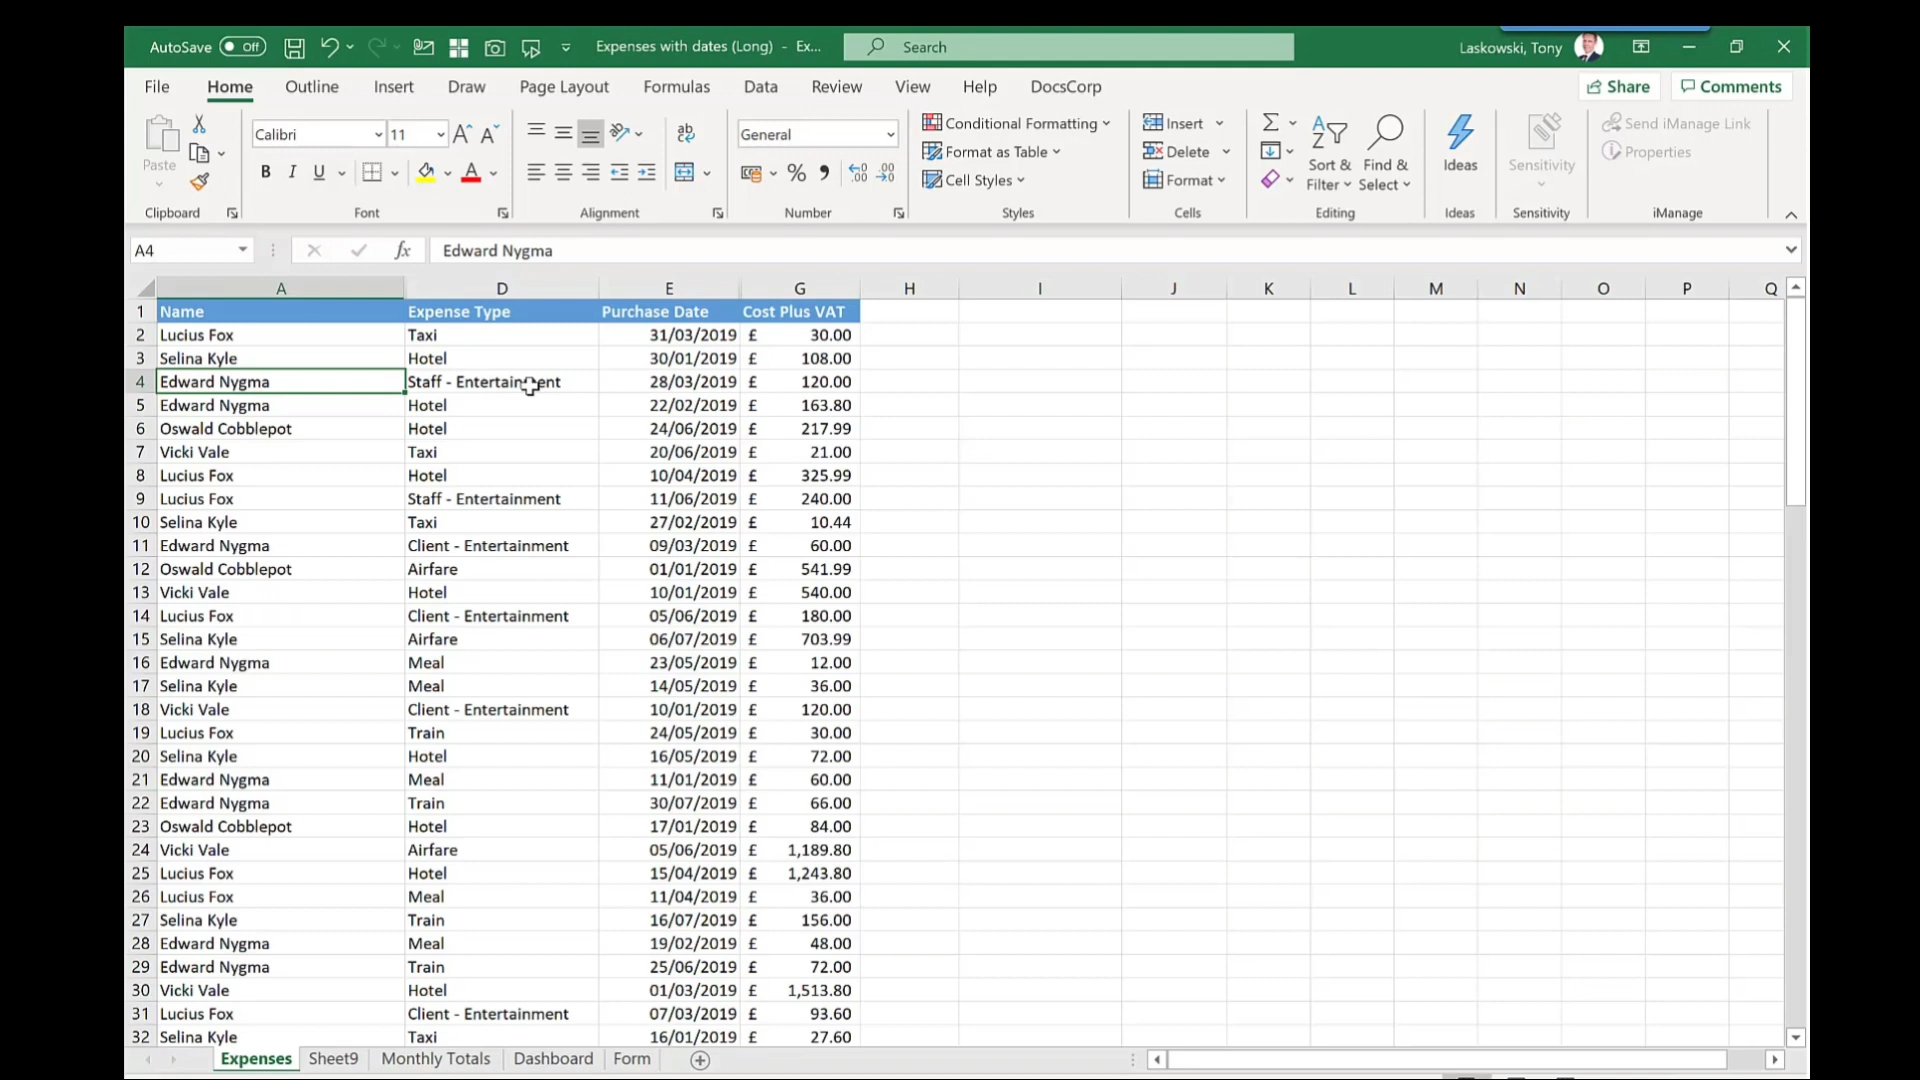 AutoSave Off Expenses with dates (Long) - Ex... Search Laskowski, Tony
File Home Outline Insert Draw Page Layout Formulas Data Review View Help DocsCorp Share Comments
Paste Calibri 11 A^ A^ ab General Conditional Formatting Insert Σ A Z Send iManage Link
Format as Table Delete Properties
B I U A % , .00 .00 Cell Styles Format Sort & Filter Find & Select Ideas Sensitivity
Clipboard Font Alignment Number Styles Cells Editing Ideas Sensitivity iManage
A4 fx Edward Nygma
A D E G H I J K L M N O P Q
1 Name Expense Type Purchase Date Cost Plus VAT
2 Lucius Fox Taxi 31/03/2019 £ 30.00
3 Selina Kyle Hotel 30/01/2019 £ 108.00
4 Edward Nygma Staff - Entertainment 28/03/2019 £ 120.00
5 Edward Nygma Hotel 22/02/2019 £ 163.80
6 Oswald Cobblepot Hotel 24/06/2019 £ 217.99
7 Vicki Vale Taxi 20/06/2019 £ 21.00
8 Lucius Fox Hotel 10/04/2019 £ 325.99
9 Lucius Fox Staff - Entertainment 11/06/2019 £ 240.00
10 Selina Kyle Taxi 27/02/2019 £ 10.44
11 Edward Nygma Client - Entertainment 09/03/2019 £ 60.00
12 Oswald Cobblepot Airfare 01/01/2019 £ 541.99
13 Vicki Vale Hotel 10/01/2019 £ 540.00
14 Lucius Fox Client - Entertainment 05/06/2019 £ 180.00
15 Selina Kyle Airfare 06/07/2019 £ 703.99
16 Edward Nygma Meal 23/05/2019 £ 12.00
17 Selina Kyle Meal 14/05/2019 £ 36.00
18 Vicki Vale Client - Entertainment 10/01/2019 £ 120.00
19 Lucius Fox Train 24/05/2019 £ 30.00
20 Selina Kyle Hotel 16/05/2019 £ 72.00
21 Edward Nygma Meal 11/01/2019 £ 60.00
22 Edward Nygma Train 30/07/2019 £ 66.00
23 Oswald Cobblepot Hotel 17/01/2019 £ 84.00
24 Vicki Vale Airfare 05/06/2019 £ 1,189.80
25 Lucius Fox Hotel 15/04/2019 £ 1,243.80
26 Lucius Fox Meal 11/04/2019 £ 36.00
27 Selina Kyle Train 16/07/2019 £ 156.00
28 Edward Nygma Meal 19/02/2019 £ 48.00
29 Edward Nygma Train 25/06/2019 £ 72.00
30 Vicki Vale Hotel 01/03/2019 £ 1,513.80
31 Lucius Fox Client - Entertainment 07/03/2019 £ 93.60
32 Selina Kyle Taxi 16/01/2019 £ 27.60
Expenses Sheet9 Monthly Totals Dashboard Form